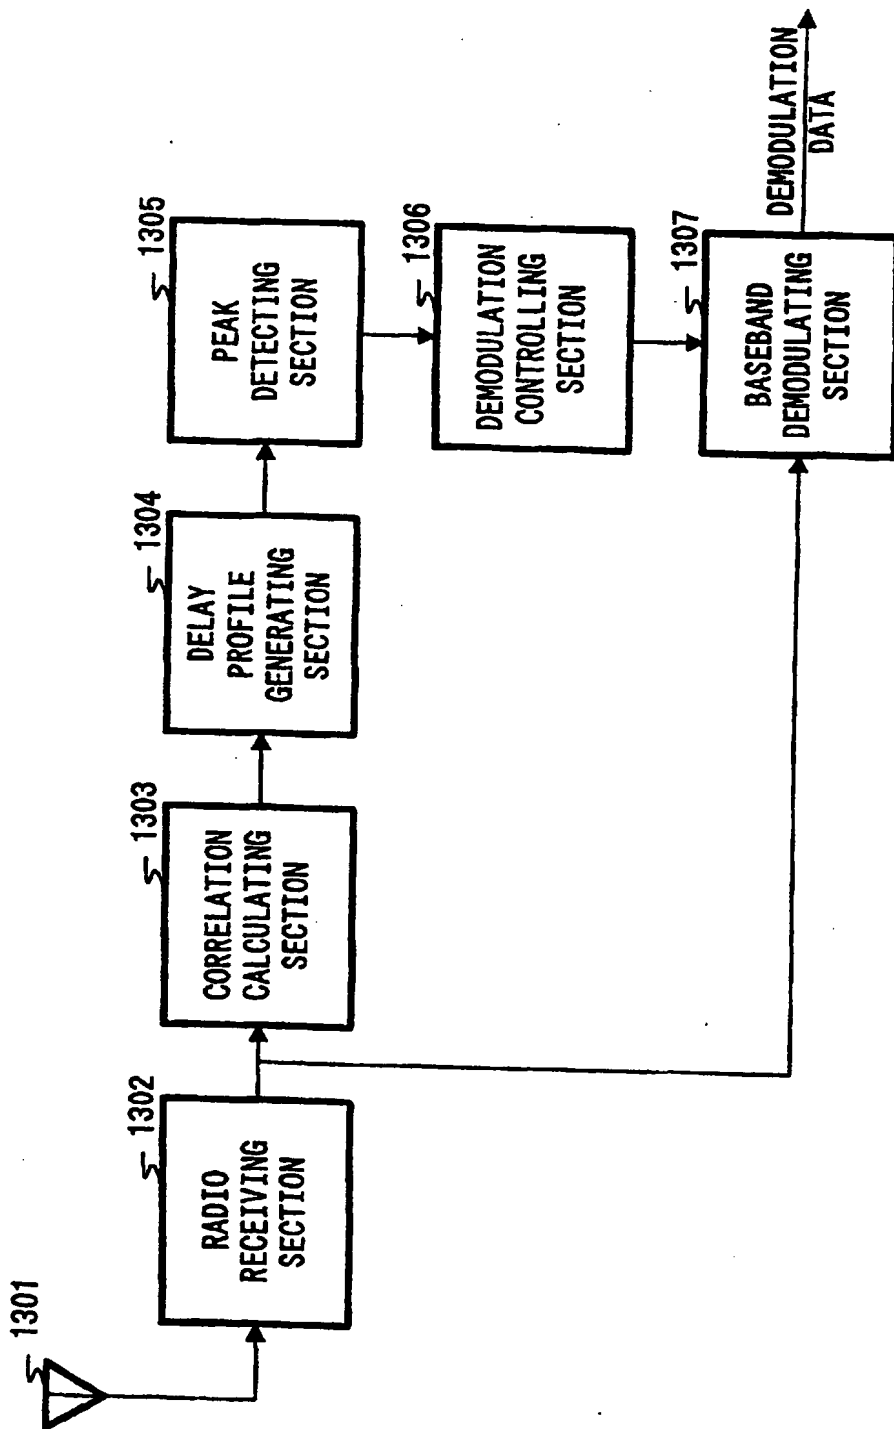 1301
1302
RADIO
RECEIVING
SECTION
1303
CORRELATION
CALCULATING
SECTION
1304
DELAY
PROFILE
GENERATING
SECTION
1305
PEAK
DETECTING
SECTION
1306
DEMODULATION
CONTROLLING
SECTION
1307
BASEBAND
DEMODULATING
SECTION
DEMODULATION
DATA